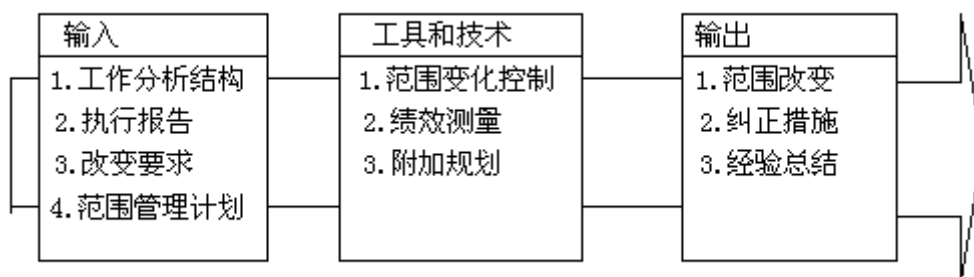 输入
1.工作分析结构
2.执行报告
3.改变要求
4.范围管理计划
工具和技术
1.范围变化控制
2.绩效测量
3.附加规划
输出
1.范围改变
2.纠正措施
3.经验总结